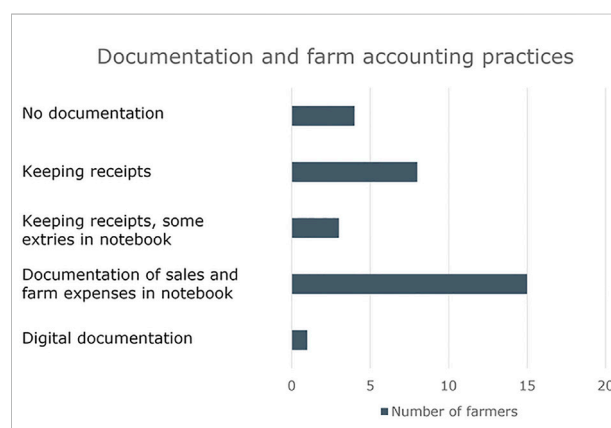 Documentation and farm accounting practices
No documentation
Keeping receipts
Keeping receipts, some
extries in notebook
Documentation of sales and
farm expenses in notebook
Digital documentation
0 5 10 15 20
Number of farmers